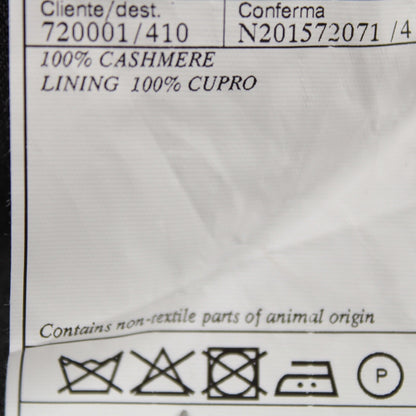 Cliente/dest. Conferma
720001/410 N201572071 /4
100% CASHMERE
LINING 100% CUPRO
Contains non-textile parts of animal origin
P